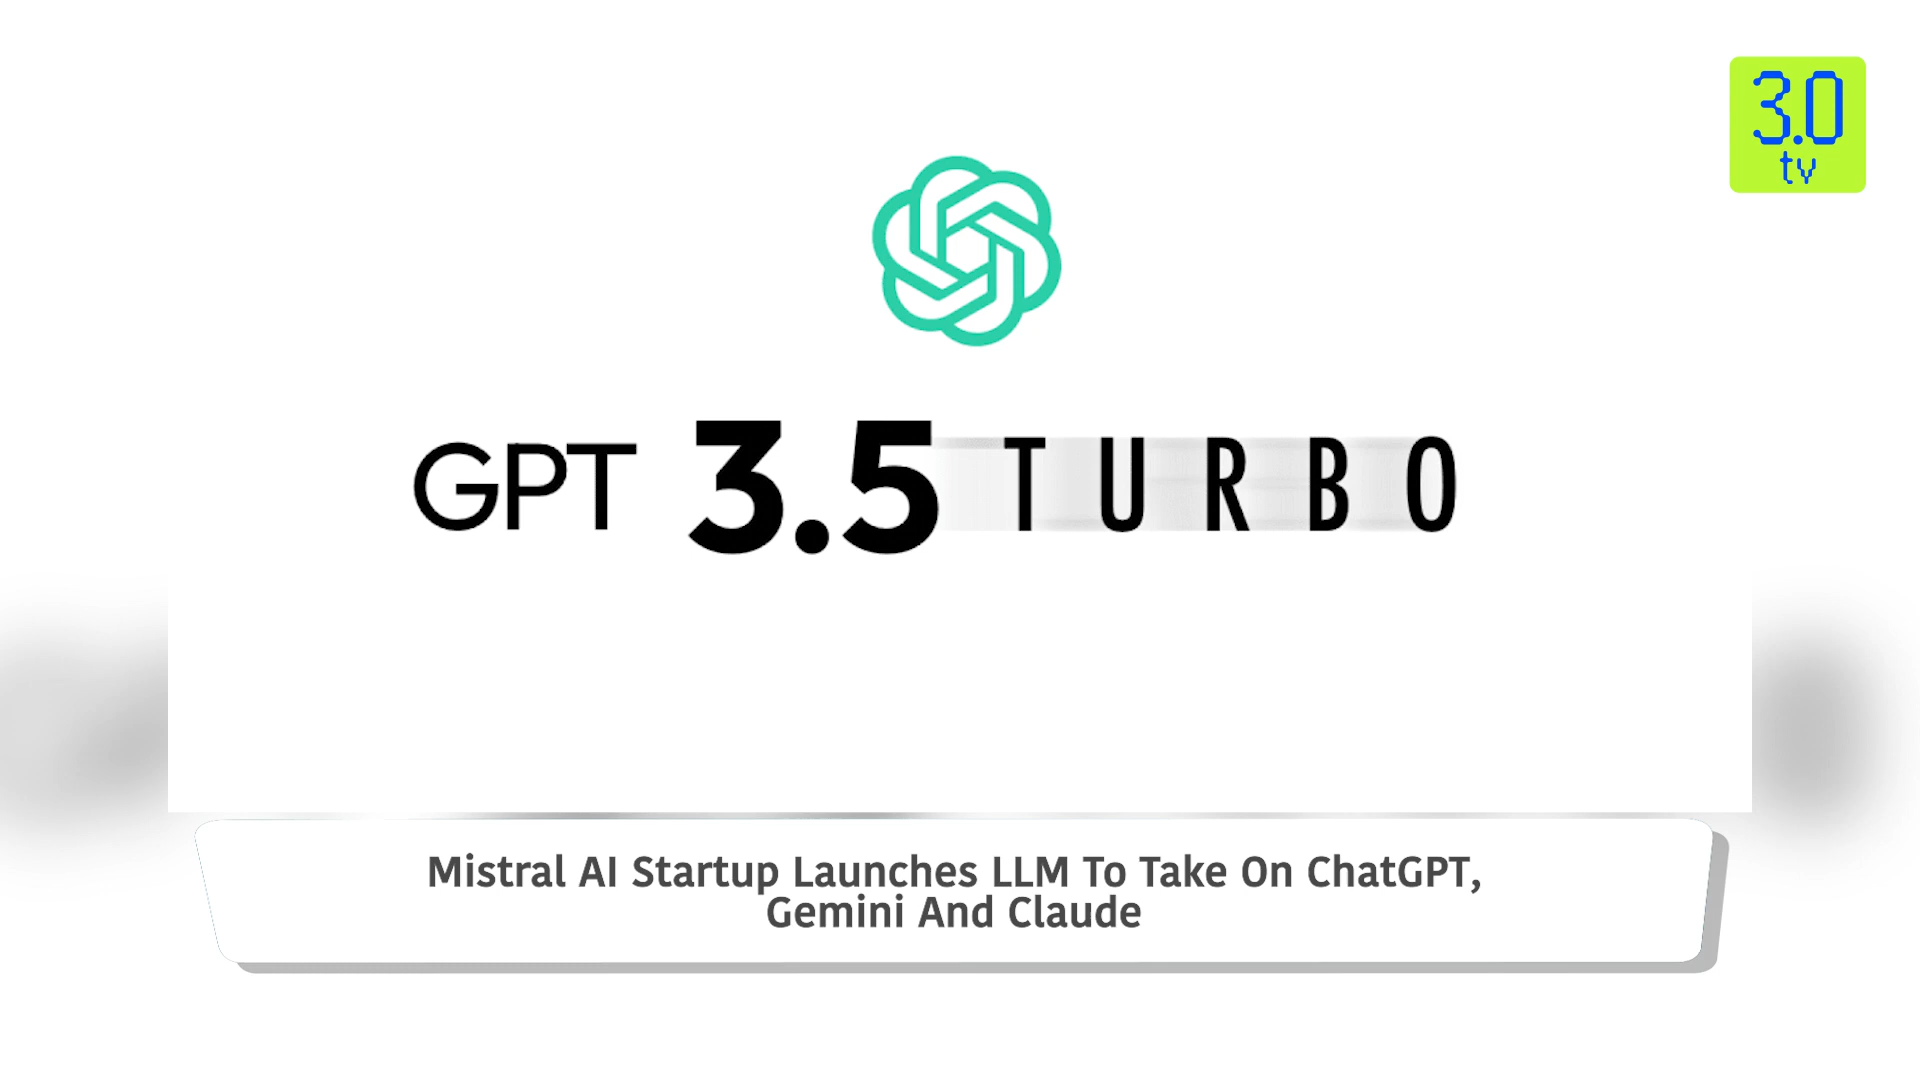 3.0
tv
GPT 3.5 TURBO
Mistral AI Startup Launches LLM To Take On ChatGPT,
Gemini And Claude